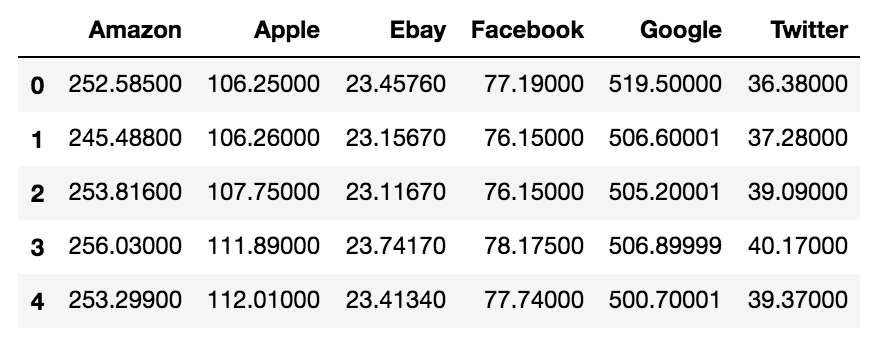 Amazon Apple Ebay Facebook Google Twitter
0 252.58500 106.25000 23.45760 77.19000 519.50000 36.38000
1 245.48800 106.26000 23.15670 76.15000 506.60001 37.28000
2 253.81600 107.75000 23.11670 76.15000 505.20001 39.09000
3 256.03000 111.89000 23.74170 78.17500 506.89999 40.17000
4 253.29900 112.01000 23.41340 77.74000 500.70001 39.37000